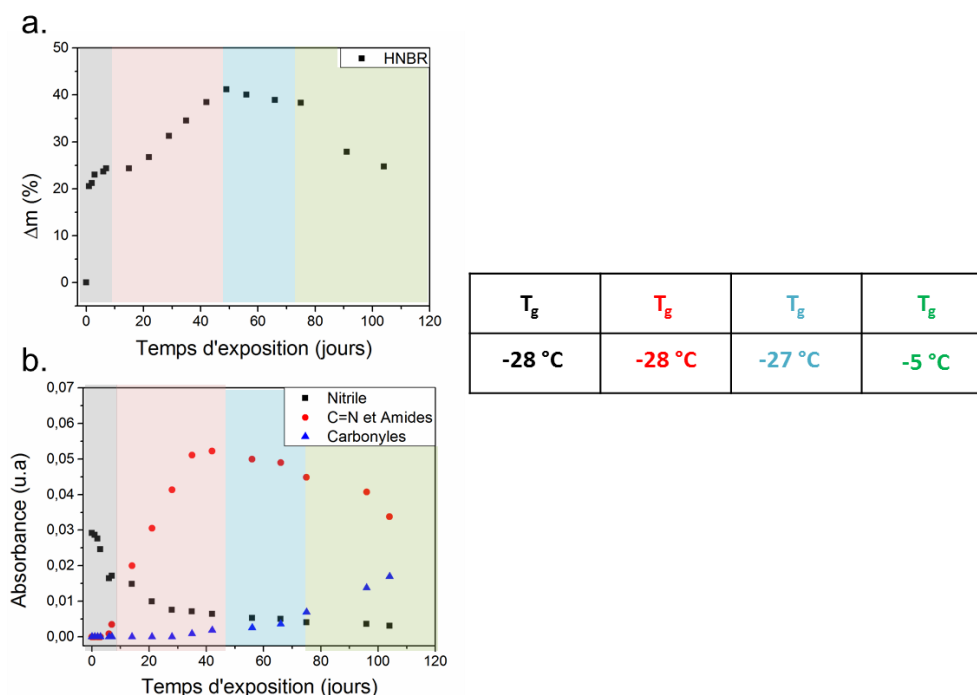 a.
HNBR
50
40
30
20
10
0
Δm (%)
0 20 40 60 80 100 120
Temps d'exposition (jours)
Tg Tg Tg Tg
-28 °C -28 °C -27 °C -5 °C
b.
Nitrile
C=N et Amides
Carbonyles
0,07
0,06
0,05
0,04
0,03
0,02
0,01
0,00
Absorbance (u.a)
0 20 40 60 80 100 120
Temps d'exposition (jours)